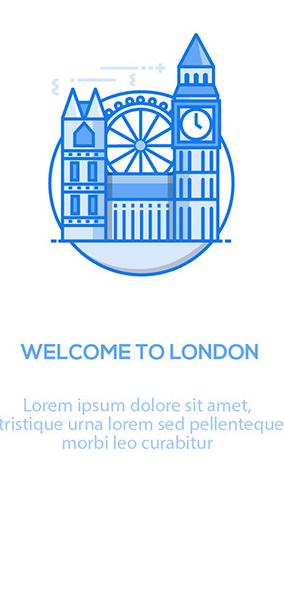 WELCOME TO LONDON
Lorem ipsum dolore sit amet,
tristique urna lorem sed pellenteque
morbi leo curabitur